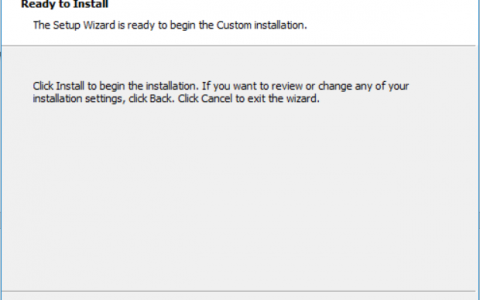 Ready to Install
The Setup Wizard is ready to begin the Custom installation.
Click Install to begin the installation. If you want to review or change any of your
installation settings, click Back. Click Cancel to exit the wizard.